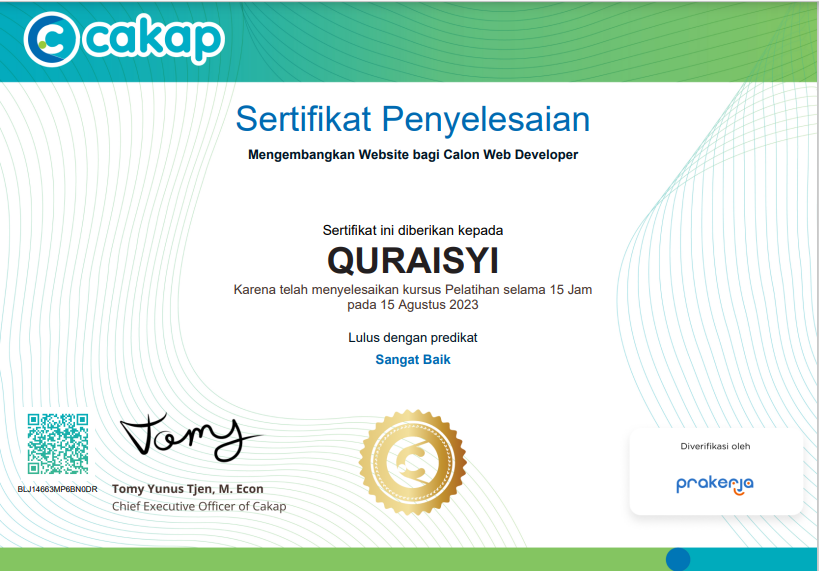 cakap
Sertifikat Penyelesaian
Mengembangkan Website bagi Calon Web Developer
Sertifikat ini diberikan kepada
QURAISYI
Karena telah menyelesaikan kursus Pelatihan selama 15 Jam
pada 15 Agustus 2023
Lulus dengan predikat
Sangat Baik
Tomy
BLJ14663MP6BN0DR
Tomy Yunus Tjen, M. Econ
Chief Executive Officer of Cakap
Diverifikasi oleh
prakerja